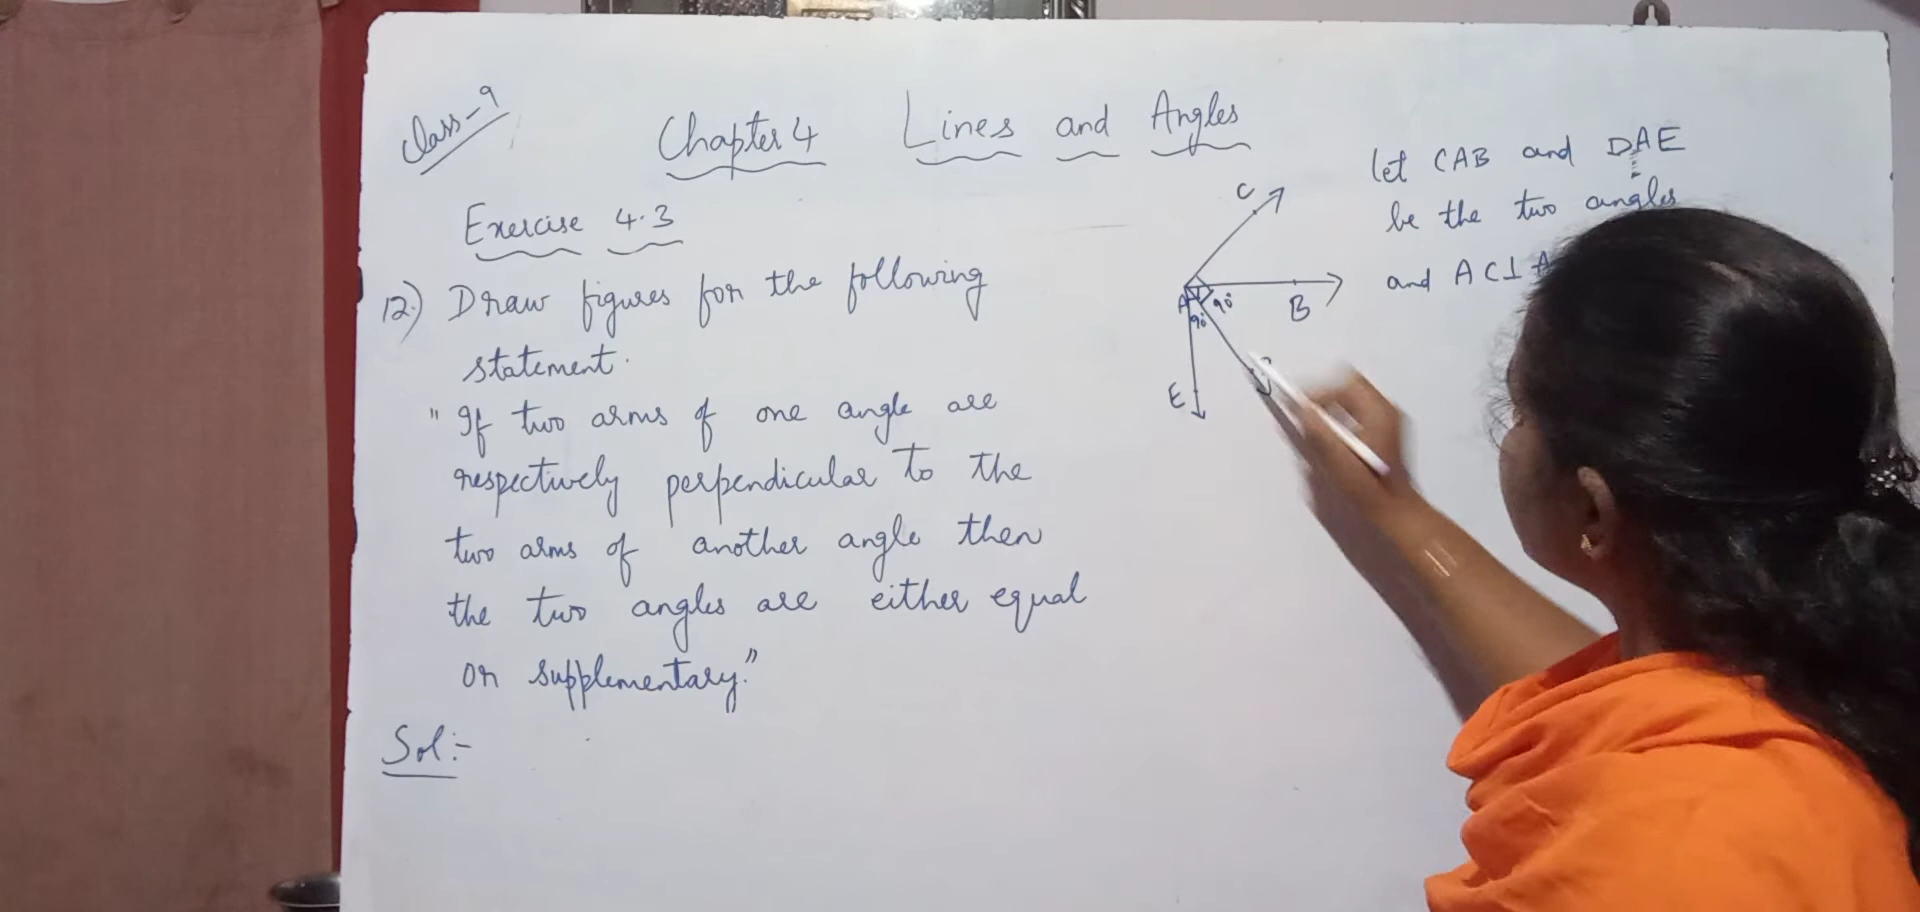 Class-9
Chapter 4 Lines and Angles
Exercise 4.3
12.) Draw figures for the following
statement.
"If two arms of one angle are
respectively perpendicular to the
two arms of another angle then
the two angles are either equal
or supplementary."
Sol:-
C
A
90°
B
90°
E
let CAB and DAE
be the two angles
and AC⊥A